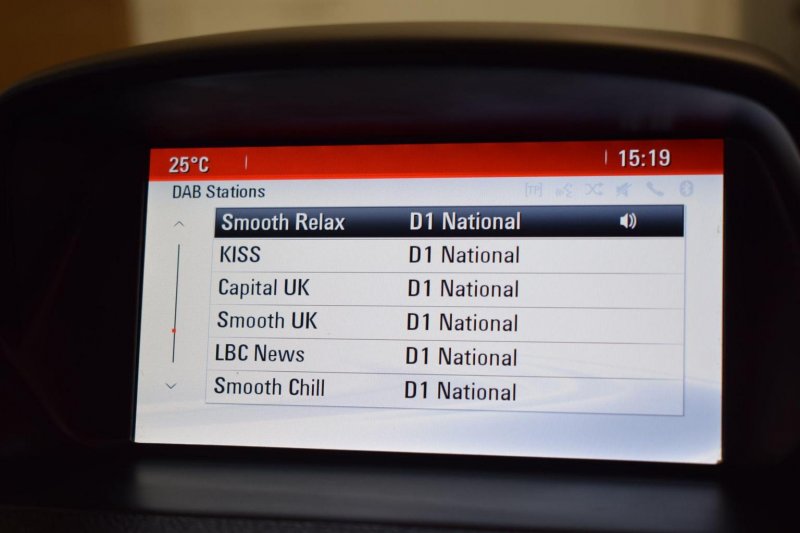 25°C 15:19
DAB Stations [TP]
Smooth Relax D1 National
KISS D1 National
Capital UK D1 National
Smooth UK D1 National
LBC News D1 National
Smooth Chill D1 National